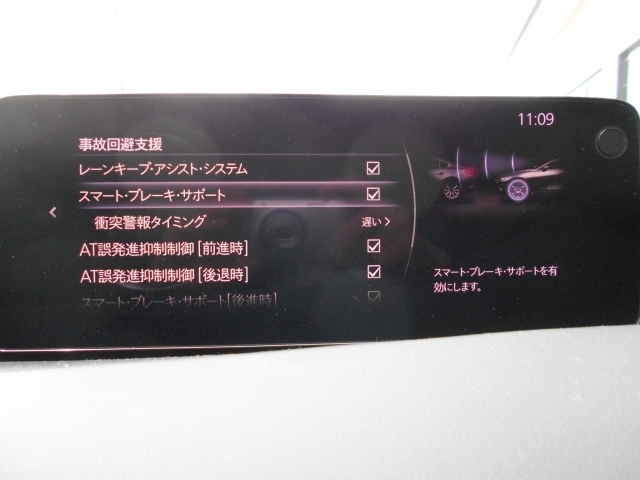 11:09
事故回避支援
レーンキープ・アシスト・システム
スマート・ブレーキ・サポート
衝突警報タイミング 遅い
AT誤発進抑制制御 [前進時]
AT誤発進抑制制御 [後退時]
スマート・ブレーキ・サポート[後進時]
スマート・ブレーキ・サポートを有
効にします。